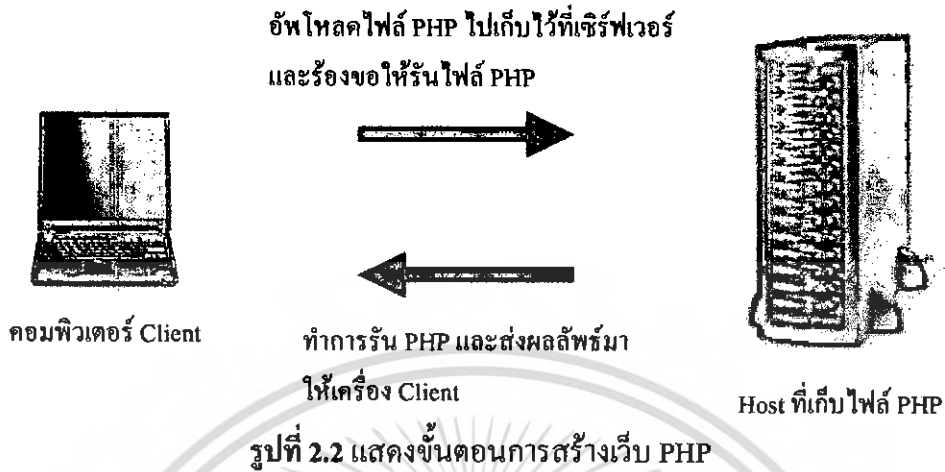 อัพโหลดไฟล์ PHP ไปเก็บไว้ที่เซิร์ฟเวอร์
และร้องขอให้รันไฟล์ PHP
คอมพิวเตอร์ Client
ทำการรัน PHP และส่งผลลัพธ์มา
ให้เครื่อง Client
Host ที่เก็บไฟล์ PHP
รูปที่ 2.2 แสดงขั้นตอนการสร้างเว็บ PHP